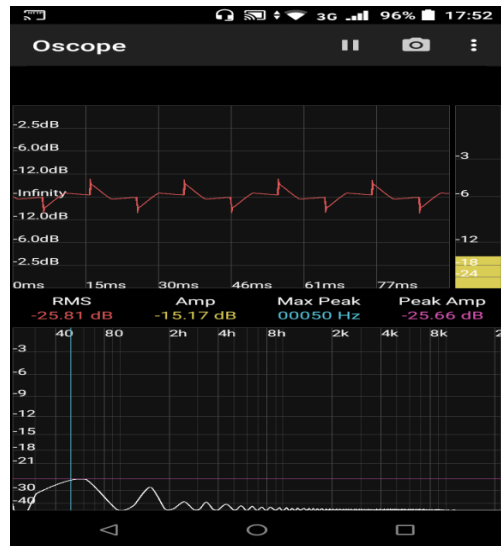 3G 96% 17:52
Oscope
-2.5dB
-6.0dB
-12.0dB
-Infinity
-12.0dB
-6.0dB
-2.5dB
0ms 15ms 30ms 46ms 61ms 77ms
-3
-6
-12
-18
-24
RMS Amp Max Peak Peak Amp
-25.81 dB -15.17 dB 00050 Hz -25.66 dB
40 80 2h 4h 8h 2k 4k 8k 2
-3
-6
-9
-12
-15
-18
-21
-30
-40